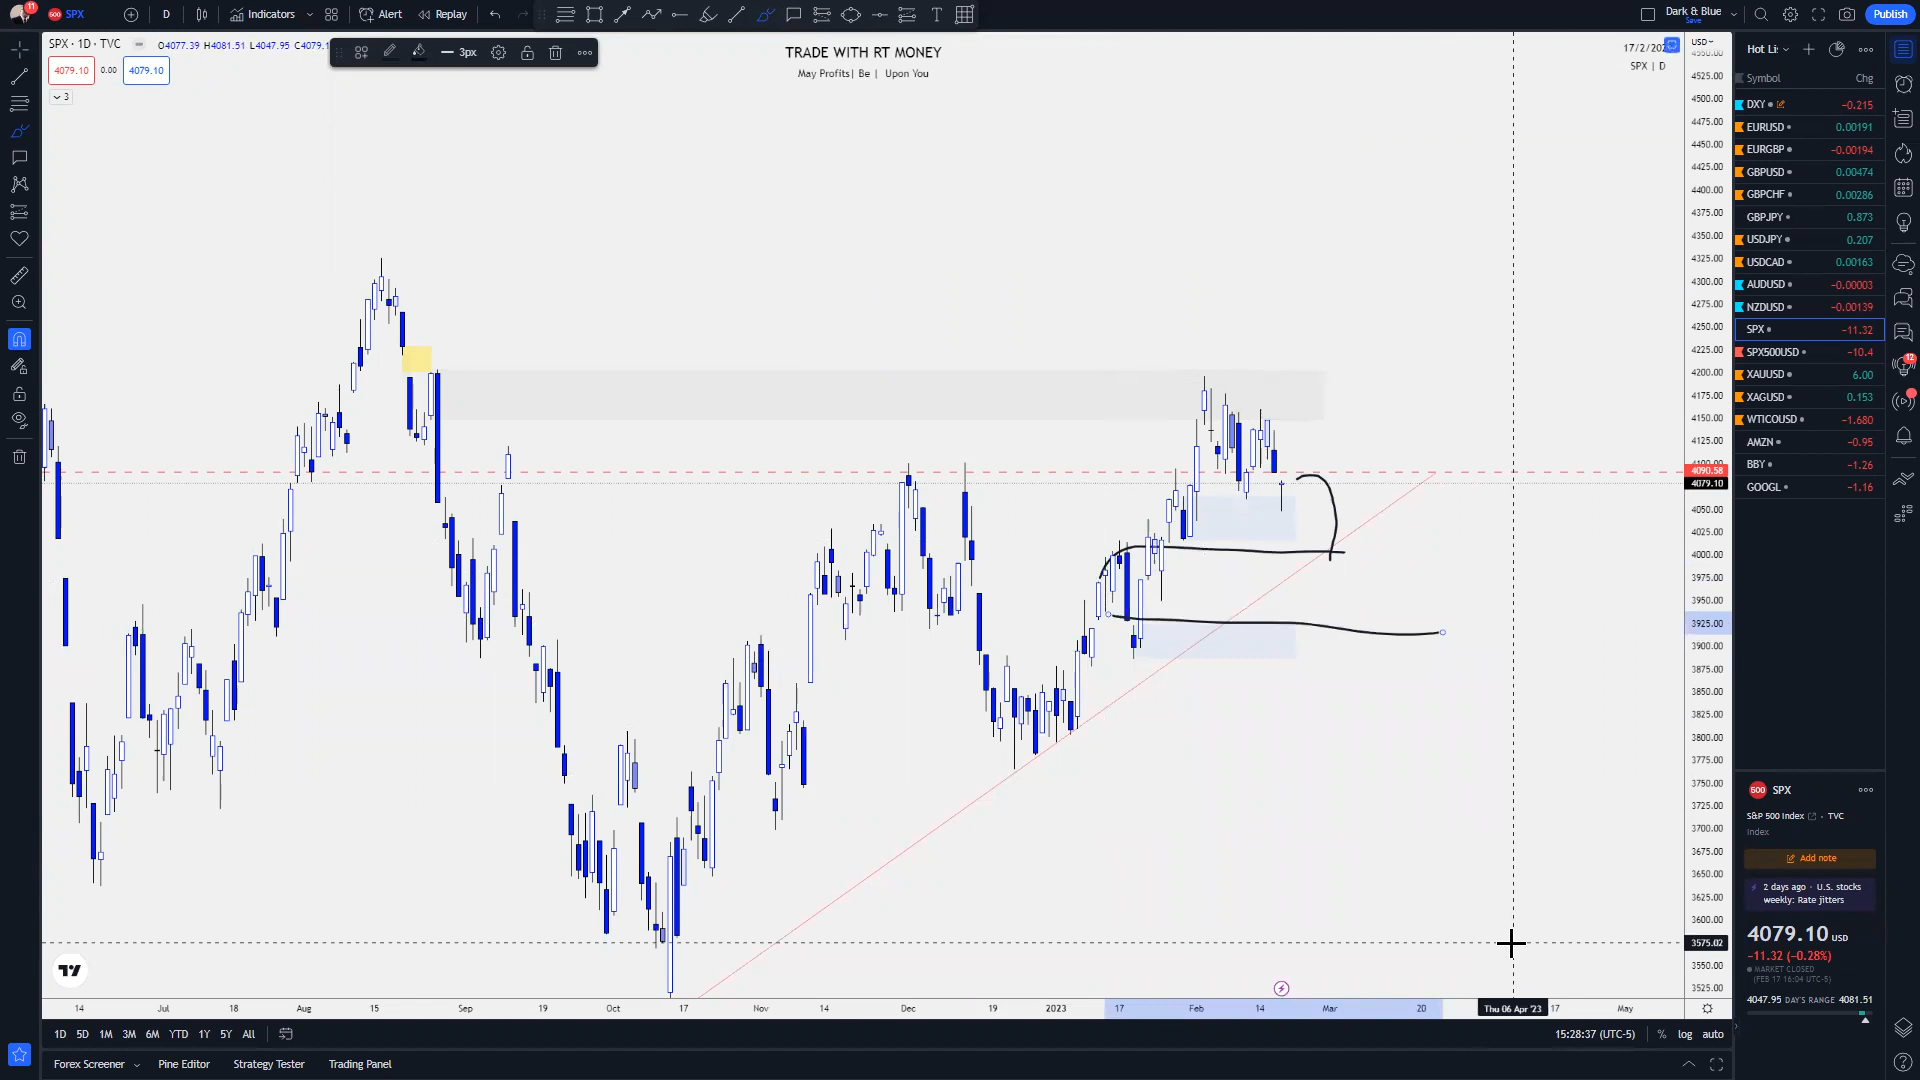 11
500 SPX
D
Indicators
Alert
Replay
Dark & Blue
Save
Publish
SPX · 1D · TVC
O4077.39 H4081.51 L4047.95
3px
4079.10
0.00
4079.10
3
TRADE WITH RT MONEY
May Profits| Be | Upon You
SPX | D
USD
4525.00
4500.00
4475.00
4450.00
4425.00
4400.00
4375.00
4350.00
4325.00
4300.00
4275.00
4250.00
4225.00
4200.00
4175.00
4150.00
4125.00
4090.58
4079.10
4050.00
4025.00
4000.00
3975.00
3950.00
3925.00
3900.00
3875.00
3850.00
3825.00
3800.00
3775.00
3750.00
3725.00
3700.00
3675.00
3650.00
3625.00
3600.00
3575.02
3550.00
3525.00
14
Jul
18
Aug
15
Sep
19
Oct
17
Nov
14
Dec
19
2023
17
Feb
14
Mar
20
Thu 06 Apr '23
17
May
1D
5D
1M
3M
6M
YTD
1Y
5Y
All
15:28:37 (UTC-5)
%
log
auto
Forex Screener
Pine Editor
Strategy Tester
Trading Panel
Symbol
Chg
DXY
−0.215
EURUSD
0.00191
EURGBP
−0.00194
GBPUSD
0.00474
GBPCHF
0.00286
GBPJPY
0.873
USDJPY
0.207
USDCAD
0.00163
AUDUSD
−0.00003
NZDUSD
−0.00139
SPX
−11.32
SPX500USD
−10.4
XAUUSD
6.00
XAGUSD
0.153
WTICOUSD
−1.680
AMZN
−0.95
BBY
−1.26
GOOGL
−1.16
12
500 SPX
S&P 500 Index · TVC
Index
Add note
2 days ago · U.S. stocks
weekly: Rate jitters
4079.10 USD
−11.32 (−0.28%)
MARKET CLOSED
(FEB 17 16:04 UTC-5)
4047.95 DAY'S RANGE 4081.51